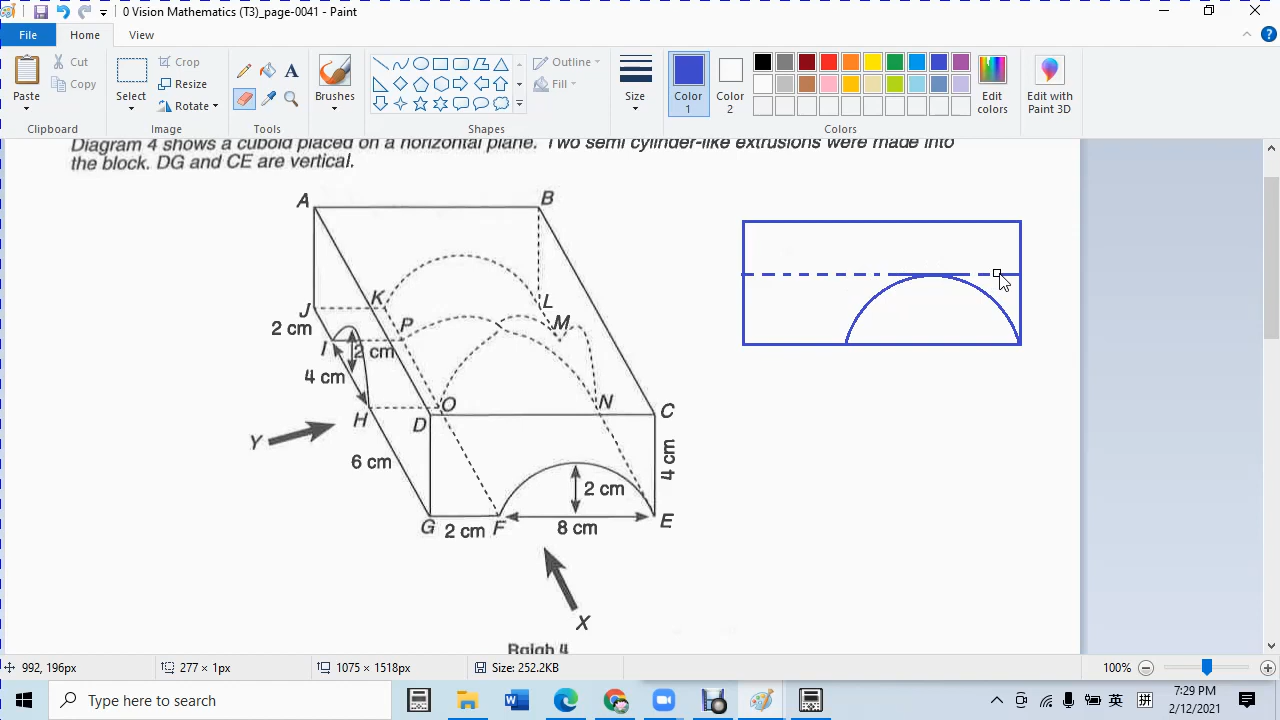 0 Vision Mathematics (T3)_page-0041 - Paint
File Home View
Paste
Cut
Copy
Clipboard
Select
Crop
Resize
Rotate
Image
A
Tools
Brushes
Outline
Fill
Shapes
Size
Color
1
Color
2
Colors
Edit
colors
Edit with
Paint 3D
Diagram 4 shows a cuboid placed on a horizontal plane. Two semi cylinder-like extrusions were made into
the block. DG and CE are vertical.
A
B
J
K
L
2 cm
P
M
I
2 cm
4 cm
H
O
N
C
D
Y
6 cm
4 cm
2 cm
G
2 cm
F
8 cm
E
X
Rajah 4
992, 196px
277 × 1px
1075 × 1518px
Size: 252.2KB
100%
Type here to search
英
拼
7:29 PM
2/12/2021